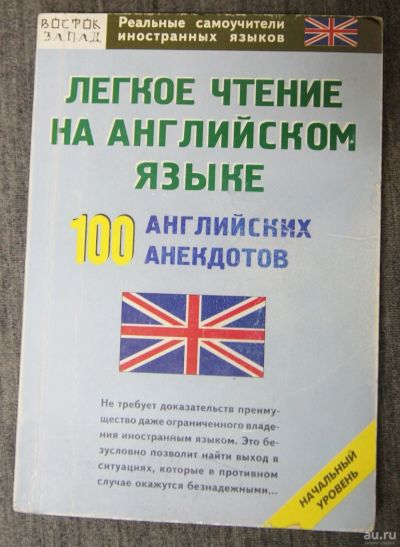 ВОСТОК
ЗАПАД
Реальные самоучители
иностранных языков
ЛЕГКОЕ ЧТЕНИЕ
НА АНГЛИЙСКОМ
ЯЗЫКЕ
100 АНГЛИЙСКИХ
АНЕКДОТОВ
Не требует доказательств преиму-
щество даже ограниченного владе-
ния иностранным языком. Это бе-
зусловно позволит найти выход в
ситуациях, которые в противном
случае окажутся безнадежными...
НАЧАЛЬНЫЙ
УРОВЕНЬ
au.ru